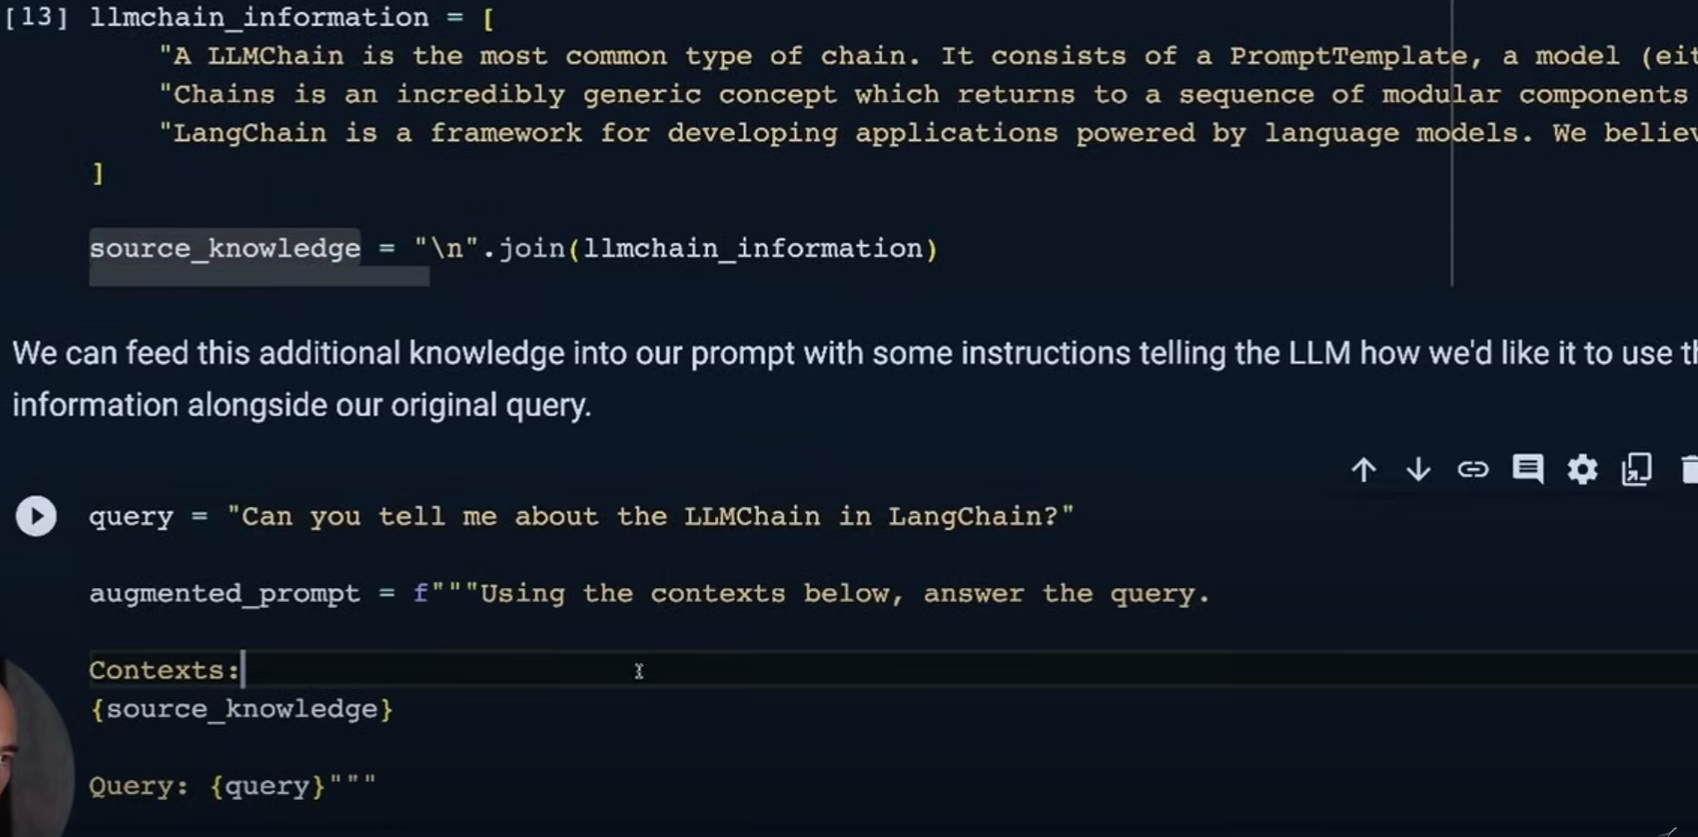 [13] llmchain_information = [
"A LLMChain is the most common type of chain. It consists of a PromptTemplate, a model
"Chains is an incredibly generic concept which returns to a sequence of modular components
"LangChain is a framework for developing applications powered by language models. We
]
source_knowledge = "\n".join(llmchain_information)
We can feed this additional knowledge into our prompt with some instructions telling the LLM how we'd like it to use
information alongside our original query.
query = "Can you tell me about the LLMChain in LangChain?"
augmented_prompt = f"""Using the contexts below, answer the query.
Contexts:
{source_knowledge}
Query: {query}"""